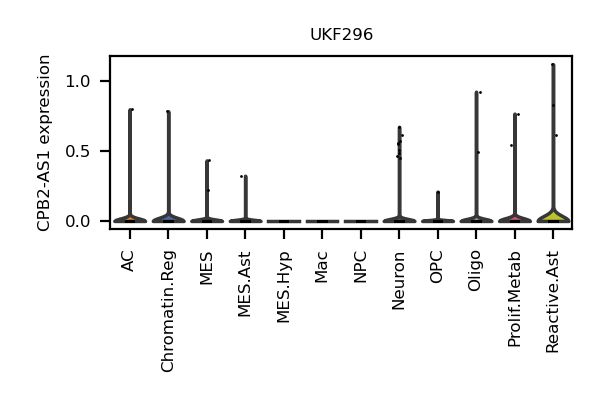 UKF296
CPB2-AS1 expression
1.0
0.5
0.0
AC
Chromatin.Reg
MES
MES.Ast
MES.Hyp
Mac
NPC
Neuron
OPC
Oligo
Prolif.Metab
Reactive.Ast